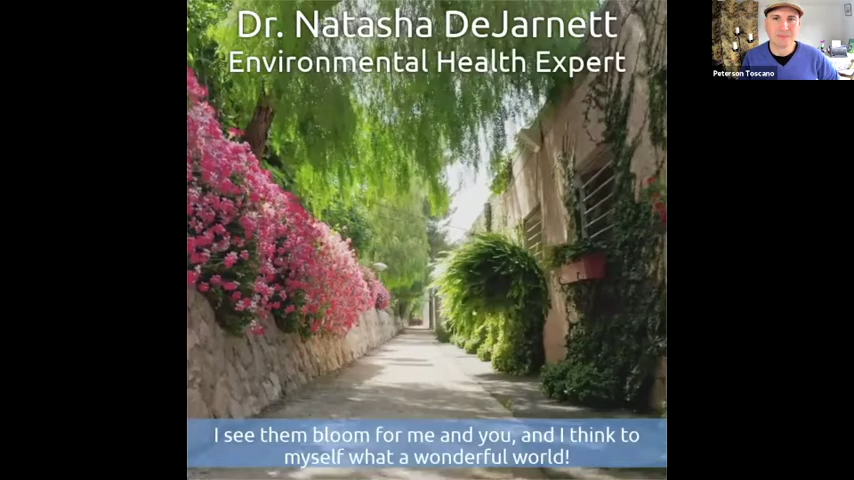 Dr. Natasha DeJarnett
Environmental Health Expert
Peterson Toscano
I see them bloom for me and you, and I think to
myself what a wonderful world!